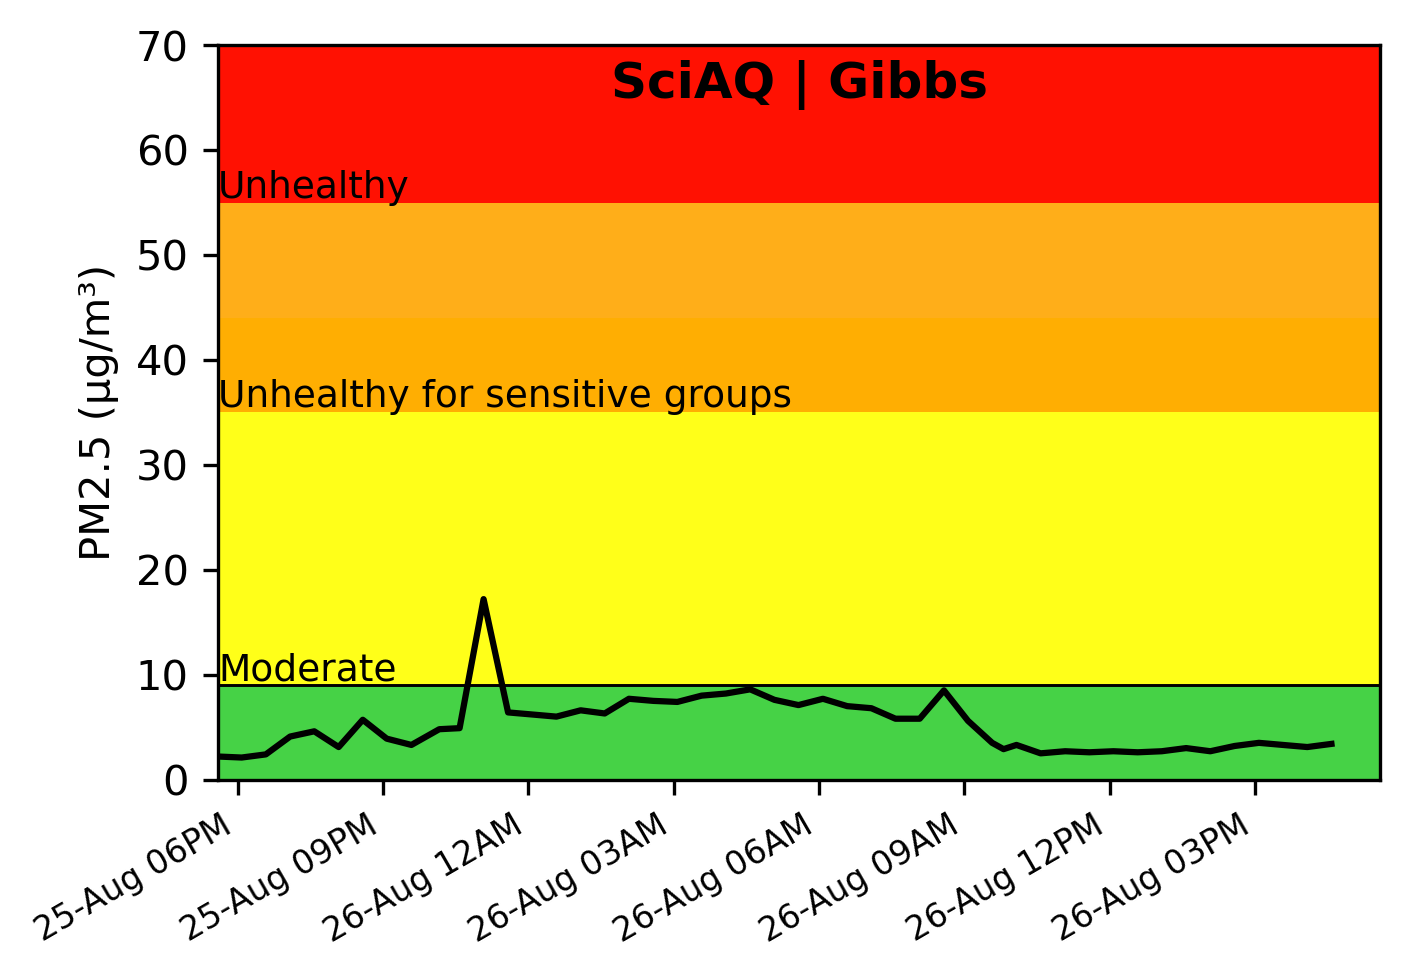 SciAQ | Gibbs
70
60
50
40
30
20
10
0
PM2.5 (µg/m³)
Unhealthy
Unhealthy for sensitive groups
Moderate
25-Aug 06PM
25-Aug 09PM
26-Aug 12AM
26-Aug 03AM
26-Aug 06AM
26-Aug 09AM
26-Aug 12PM
26-Aug 03PM